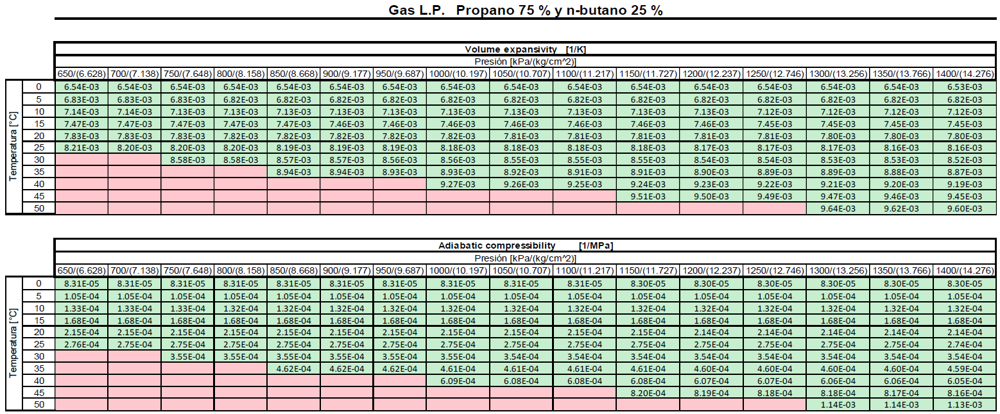 Gas L.P. Propano 75 % y n-butano 25 %
Volume expansivity [1/K]
Presión [kPa/(kg/cm^2)]
650/(6.628) 700/(7.138) 750/(7.648) 800/(8.158) 850/(8.668) 900/(9.177) 950/(9.687) 1000/(10.197) 1050/(10.707) 1100/(11.217) 1150/(11.727) 1200/(12.237) 1250/(12.746) 1300/(13.256) 1350/(13.766) 1400/(14.276)
Temperatura [°C]
0 6.54E-03 6.54E-03 6.54E-03 6.54E-03 6.54E-03 6.54E-03 6.54E-03 6.54E-03 6.54E-03 6.54E-03 6.54E-03 6.54E-03 6.54E-03 6.54E-03 6.54E-03 6.53E-03
5 6.83E-03 6.83E-03 6.83E-03 6.82E-03 6.82E-03 6.82E-03 6.82E-03 6.82E-03 6.82E-03 6.82E-03 6.82E-03 6.82E-03 6.82E-03 6.82E-03 6.82E-03 6.82E-03
10 7.14E-03 7.14E-03 7.13E-03 7.13E-03 7.13E-03 7.13E-03 7.13E-03 7.13E-03 7.13E-03 7.13E-03 7.13E-03 7.13E-03 7.12E-03 7.12E-03 7.12E-03 7.12E-03
15 7.47E-03 7.47E-03 7.47E-03 7.47E-03 7.47E-03 7.46E-03 7.46E-03 7.46E-03 7.46E-03 7.46E-03 7.46E-03 7.46E-03 7.45E-03 7.45E-03 7.45E-03 7.45E-03
20 7.83E-03 7.83E-03 7.83E-03 7.82E-03 7.82E-03 7.82E-03 7.82E-03 7.82E-03 7.81E-03 7.81E-03 7.81E-03 7.81E-03 7.81E-03 7.80E-03 7.80E-03 7.80E-03
25 8.21E-03 8.20E-03 8.20E-03 8.20E-03 8.19E-03 8.19E-03 8.19E-03 8.18E-03 8.18E-03 8.18E-03 8.18E-03 8.17E-03 8.17E-03 8.17E-03 8.16E-03 8.16E-03
30 8.58E-03 8.58E-03 8.57E-03 8.57E-03 8.56E-03 8.56E-03 8.55E-03 8.55E-03 8.55E-03 8.54E-03 8.54E-03 8.53E-03 8.53E-03 8.52E-03
35 8.94E-03 8.94E-03 8.93E-03 8.93E-03 8.92E-03 8.91E-03 8.91E-03 8.90E-03 8.89E-03 8.89E-03 8.88E-03 8.87E-03
40 9.27E-03 9.26E-03 9.25E-03 9.24E-03 9.23E-03 9.22E-03 9.21E-03 9.20E-03 9.19E-03
45 9.51E-03 9.50E-03 9.49E-03 9.47E-03 9.46E-03 9.45E-03
50 9.64E-03 9.62E-03 9.60E-03
Adiabatic compressibility [1/MPa]
Presión [kPa/(kg/cm^2)]
650/(6.628) 700/(7.138) 750/(7.648) 800/(8.158) 850/(8.668) 900/(9.177) 950/(9.687) 1000/(10.197) 1050/(10.707) 1100/(11.217) 1150/(11.727) 1200/(12.237) 1250/(12.746) 1300/(13.256) 1350/(13.766) 1400/(14.276)
Temperatura [°C]
0 8.31E-05 8.31E-05 8.31E-05 8.31E-05 8.31E-05 8.31E-05 8.31E-05 8.31E-05 8.31E-05 8.31E-05 8.30E-05 8.30E-05 8.30E-05 8.30E-05 8.30E-05 8.30E-05
5 1.05E-04 1.05E-04 1.05E-04 1.05E-04 1.05E-04 1.05E-04 1.05E-04 1.05E-04 1.05E-04 1.05E-04 1.05E-04 1.05E-04 1.05E-04 1.05E-04 1.05E-04 1.05E-04
10 1.33E-04 1.33E-04 1.33E-04 1.32E-04 1.32E-04 1.32E-04 1.32E-04 1.32E-04 1.32E-04 1.32E-04 1.32E-04 1.32E-04 1.32E-04 1.32E-04 1.32E-04 1.32E-04
15 1.68E-04 1.68E-04 1.68E-04 1.68E-04 1.68E-04 1.68E-04 1.68E-04 1.68E-04 1.68E-04 1.68E-04 1.68E-04 1.68E-04 1.68E-04 1.68E-04 1.68E-04 1.68E-04
20 2.15E-04 2.15E-04 2.15E-04 2.15E-04 2.15E-04 2.15E-04 2.15E-04 2.15E-04 2.15E-04 2.15E-04 2.15E-04 2.14E-04 2.14E-04 2.14E-04 2.14E-04 2.14E-04
25 2.76E-04 2.75E-04 2.75E-04 2.75E-04 2.75E-04 2.75E-04 2.75E-04 2.75E-04 2.75E-04 2.75E-04 2.75E-04 2.75E-04 2.75E-04 2.75E-04 2.75E-04 2.74E-04
30 3.55E-04 3.55E-04 3.55E-04 3.55E-04 3.55E-04 3.55E-04 3.54E-04 3.54E-04 3.54E-04 3.54E-04 3.54E-04 3.54E-04 3.54E-04 3.54E-04
35 4.62E-04 4.62E-04 4.62E-04 4.61E-04 4.61E-04 4.61E-04 4.61E-04 4.60E-04 4.60E-04 4.60E-04 4.60E-04 4.59E-04
40 6.09E-04 6.08E-04 6.08E-04 6.08E-04 6.07E-04 6.07E-04 6.06E-04 6.06E-04 6.05E-04
45 8.20E-04 8.19E-04 8.18E-04 8.18E-04 8.17E-04 8.16E-04
50 1.14E-03 1.14E-03 1.13E-03